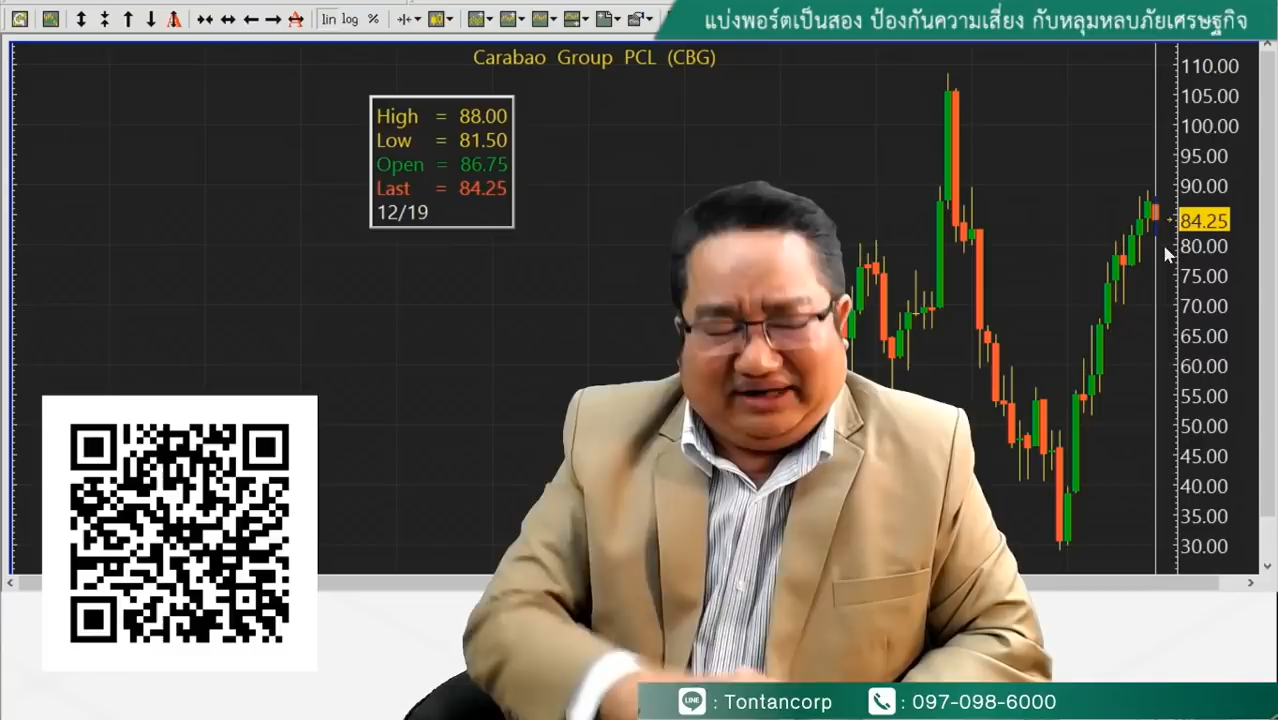 lin log %
แบ่งพอร์ตเป็นสอง ป้องกันความเสี่ยง กับหลุมหลบภัยเศรษฐกิจ
Carabao Group PCL (CBG)
High = 88.00
Low = 81.50
Open = 86.75
Last = 84.25
12/19
110.00
105.00
100.00
95.00
90.00
84.25
80.00
75.00
70.00
65.00
60.00
55.00
50.00
45.00
40.00
35.00
30.00
LINE : Tontancorp : 097-098-6000